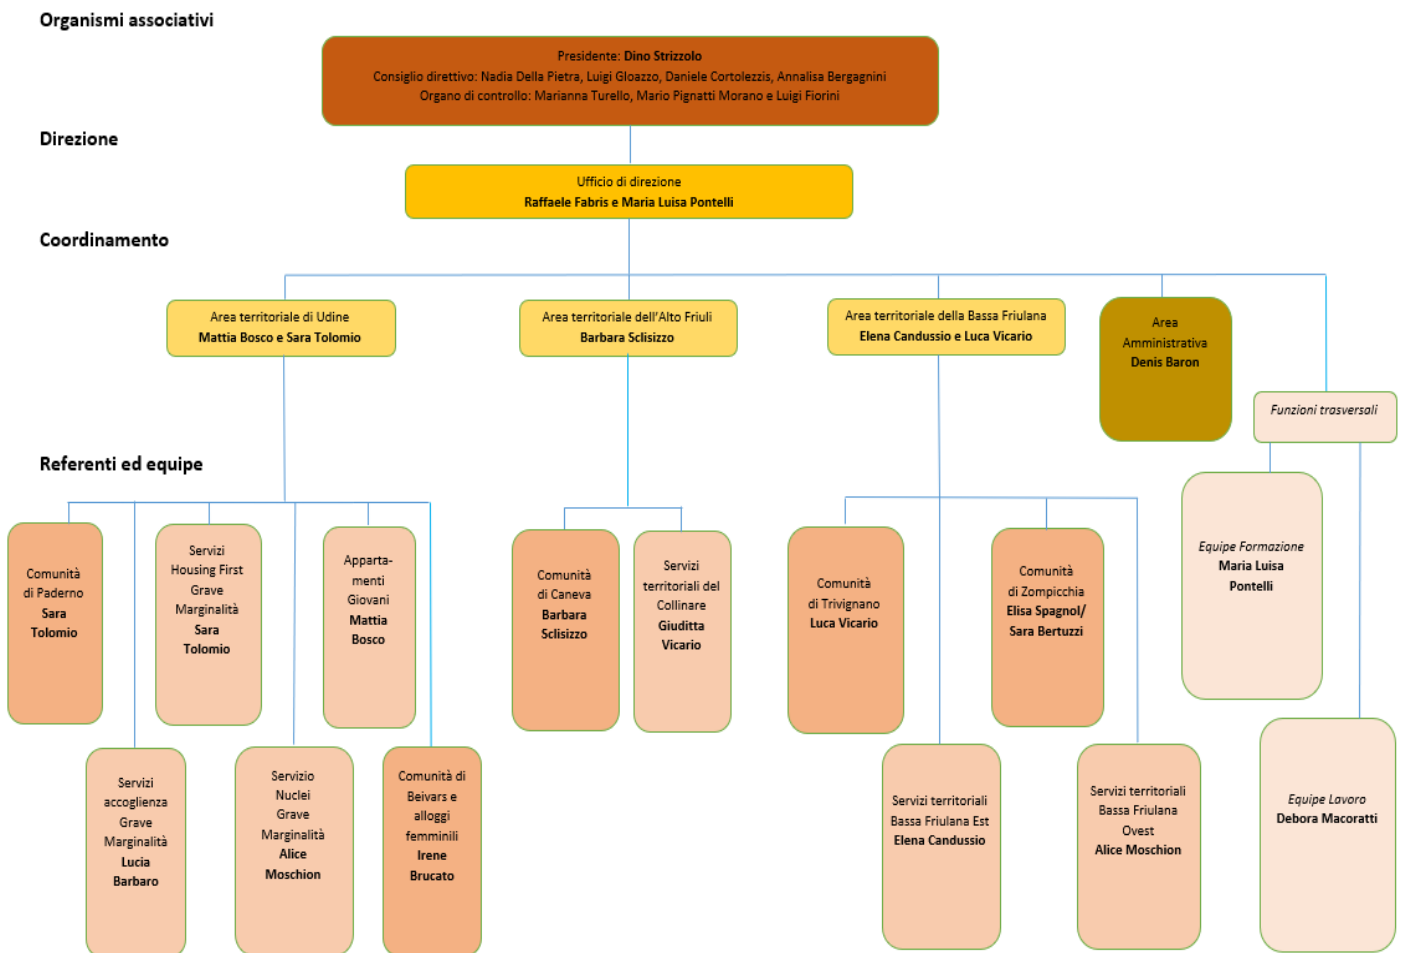 Organismi associativi
Presidente: Dino Strizzolo
Consiglio direttivo: Nadia Della Pietra, Luigi Gloazzo, Daniele Cortolezzis, Annalisa Bergagnini
Organo di controllo: Marianna Turello, Mario Pignatti Morano e Luigi Fiorini
Direzione
Ufficio di direzione
Raffaele Fabris e Maria Luisa Pontelli
Coordinamento
Area territoriale di Udine
Mattia Bosco e Sara Tolomio
Area territoriale dell'Alto Friuli
Barbara Sclisizzo
Area territoriale della Bassa Friulana
Elena Candussio e Luca Vicario
Area
Amministrativa
Denis Baron
Funzioni trasversali
Referenti ed equipe
Comunità
di Paderno
Sara
Tolomio
Servizi
Housing First
Grave
Marginalità
Sara
Tolomio
Apparta-
menti
Giovani
Mattia
Bosco
Comunità
di Caneva
Barbara
Sclisizzo
Servizi
territoriali del
Collinare
Giuditta
Vicario
Comunità
di Trivignano
Luca Vicario
Comunità
di Zompicchia
Elisa Spagnol/
Sara Bertuzzi
Equipe Formazione
Maria Luisa
Pontelli
Servizi
accoglienza
Grave
Marginalità
Lucia
Barbaro
Servizio
Nuclei
Grave
Marginalità
Alice
Moschion
Comunità di
Beivars e
alloggi
femminili
Irene
Brucato
Servizi territoriali
Bassa Friulana Est
Elena Candussio
Servizi territoriali
Bassa Friulana
Ovest
Alice Moschion
Equipe Lavoro
Debora Macoratti